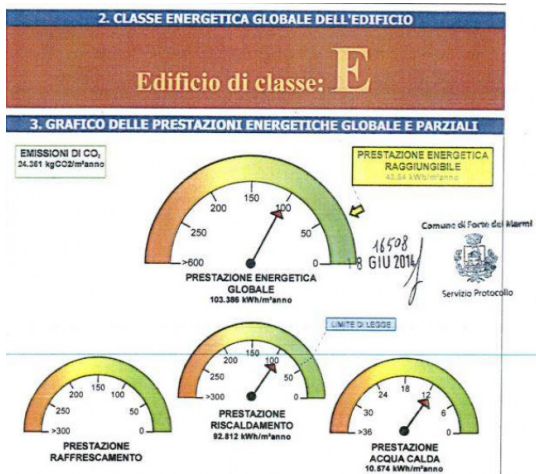 2. CLASSE ENERGETICA GLOBALE DELL'EDIFICIO
Edificio di classe: E
3. GRAFICO DELLE PRESTAZIONI ENERGETICHE GLOBALE E PARZIALI
EMISSIONI DI CO₂
24.361 kgCO2/m²anno
PRESTAZIONE ENERGETICA
RAGGIUNGIBILE
kWh/m²anno
>600
250
200
150
100
50
0
PRESTAZIONE ENERGETICA
GLOBALE
103.386 kWh/m²anno
16508
18 GIU 2014
Comune di Forte dei Marmi
Servizio Protocollo
LIMITE DI LEGGE
>300
250
200
150
100
50
0
PRESTAZIONE
RISCALDAMENTO
92.812 kWh/m²anno
>300
250
200
150
100
50
0
PRESTAZIONE
RAFFRESCAMENTO
>36
30
24
18
12
6
0
PRESTAZIONE
ACQUA CALDA
10.574 kWh/m²anno